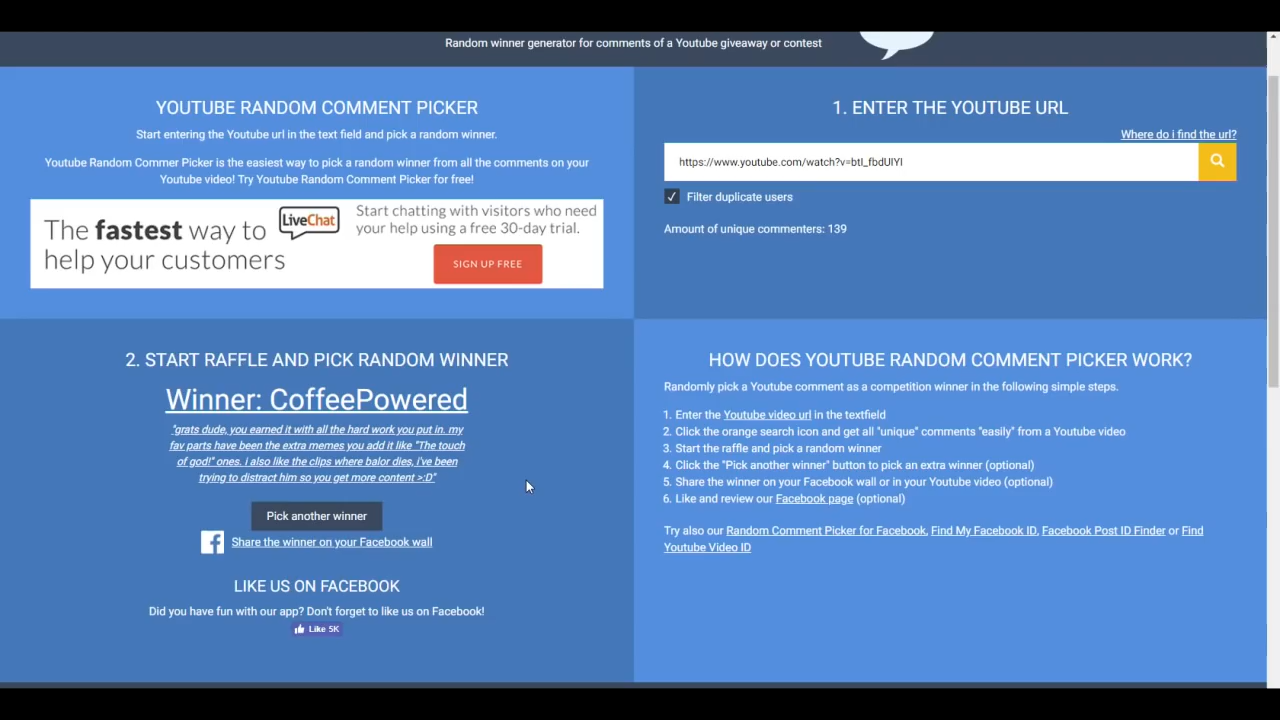 Random winner generator for comments of a Youtube giveaway or contest
YOUTUBE RANDOM COMMENT PICKER
Start entering the Youtube url in the text field and pick a random winner.
Youtube Random Commer Picker is the easiest way to pick a random winner from all the comments on your
Youtube video! Try Youtube Random Comment Picker for free!
The fastest way to
help your customers
LiveChat
Start chatting with visitors who need
your help using a free 30-day trial.
SIGN UP FREE
1. ENTER THE YOUTUBE URL
Where do i find the url?
https://www.youtube.com/watch?v=btl_fbdUlYI
Filter duplicate users
Amount of unique commenters: 139
2. START RAFFLE AND PICK RANDOM WINNER
Winner: CoffeePowered
"grats dude, you earned it with all the hard work you put in. my
fav parts have been the extra memes you add it like "The touch
of god!" ones. i also like the clips where balor dies, i've been
trying to distract him so you get more content >:D"
Pick another winner
Share the winner on your Facebook wall
LIKE US ON FACEBOOK
Did you have fun with our app? Don't forget to like us on Facebook!
Like 5K
HOW DOES YOUTUBE RANDOM COMMENT PICKER WORK?
Randomly pick a Youtube comment as a competition winner in the following simple steps.
1. Enter the Youtube video url in the textfield
2. Click the orange search icon and get all "unique" comments "easily" from a Youtube video
3. Start the raffle and pick a random winner
4. Click the "Pick another winner" button to pick an extra winner (optional)
5. Share the winner on your Facebook wall or in your Youtube video (optional)
6. Like and review our Facebook page (optional)
Try also our Random Comment Picker for Facebook, Find My Facebook ID, Facebook Post ID Finder or Find
Youtube Video ID